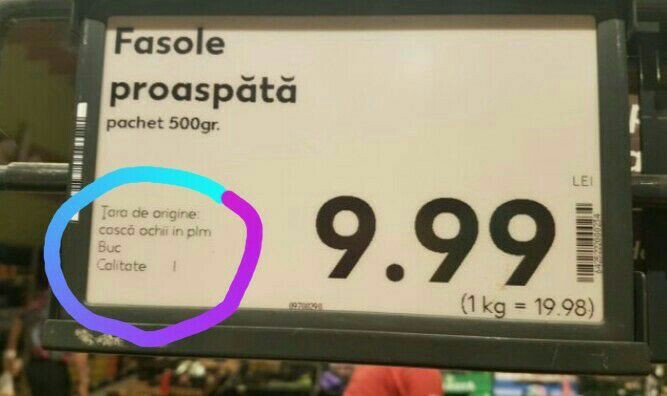 Fasole
proaspătă
pachet 500gr.
LEI
Țara de origine:
cască ochii in plm
Buc
Calitate I
9.99
(1 kg = 19.98)